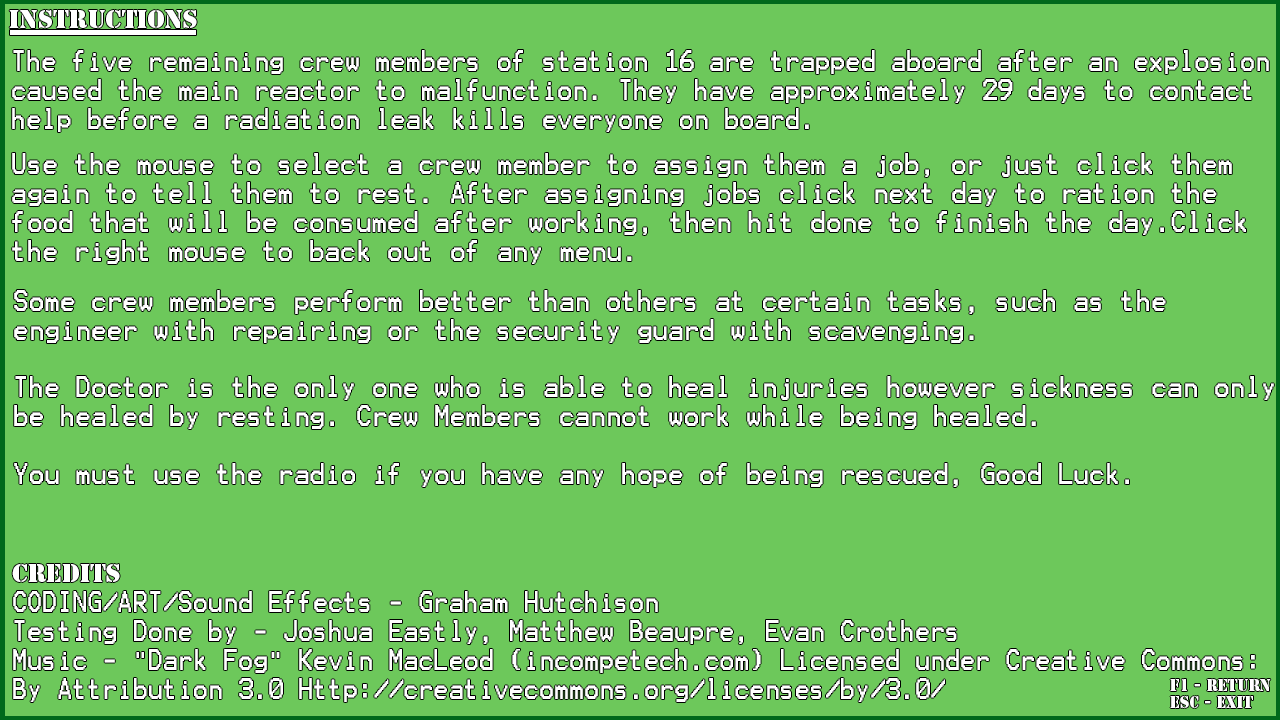 INSTRUCTIONS
The five remaining crew members of station 16 are trapped aboard after an explosion
caused the main reactor to malfunction. They have approximately 29 days to contact
help before a radiation leak kills everyone on board.
Use the mouse to select a crew member to assign them a job, or just click them
again to tell them to rest. After assigning jobs click next day to ration the
food that will be consumed after working, then hit done to finish the day.Click
the right mouse to back out of any menu.
Some crew members perform better than others at certain tasks, such as the
engineer with repairing or the security guard with scavenging.
The Doctor is the only one who is able to heal injuries however sickness can only
be healed by resting. Crew Members cannot work while being healed.
You must use the radio if you have any hope of being rescued, Good Luck.
CREDITS
CODING/ART/Sound Effects - Graham Hutchison
Testing Done by - Joshua Eastly, Matthew Beaupre, Evan Crothers
Music - "Dark Fog" Kevin MacLeod (incompetech.com) Licensed under Creative Commons:
By Attribution 3.0 Http://creativecommons.org/licenses/by/3.0/
F1 - RETURN
ESC - EXIT